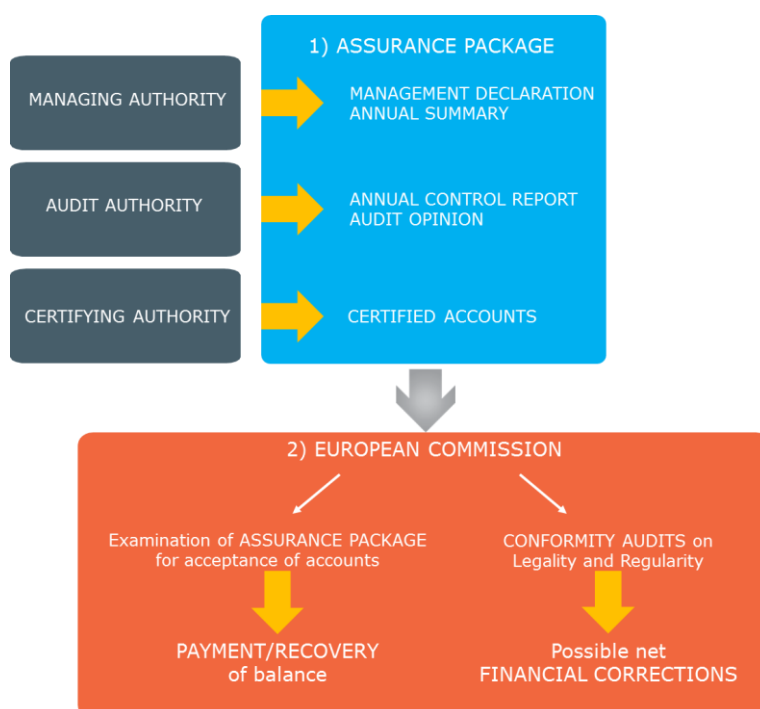 1) ASSURANCE PACKAGE
MANAGING AUTHORITY
MANAGEMENT DECLARATION
ANNUAL SUMMARY
AUDIT AUTHORITY
ANNUAL CONTROL REPORT
AUDIT OPINION
CERTIFYING AUTHORITY
CERTIFIED ACCOUNTS
2) EUROPEAN COMMISSION
Examination of ASSURANCE PACKAGE
for acceptance of accounts
CONFORMITY AUDITS on
Legality and Regularity
PAYMENT/RECOVERY
of balance
Possible net
FINANCIAL CORRECTIONS